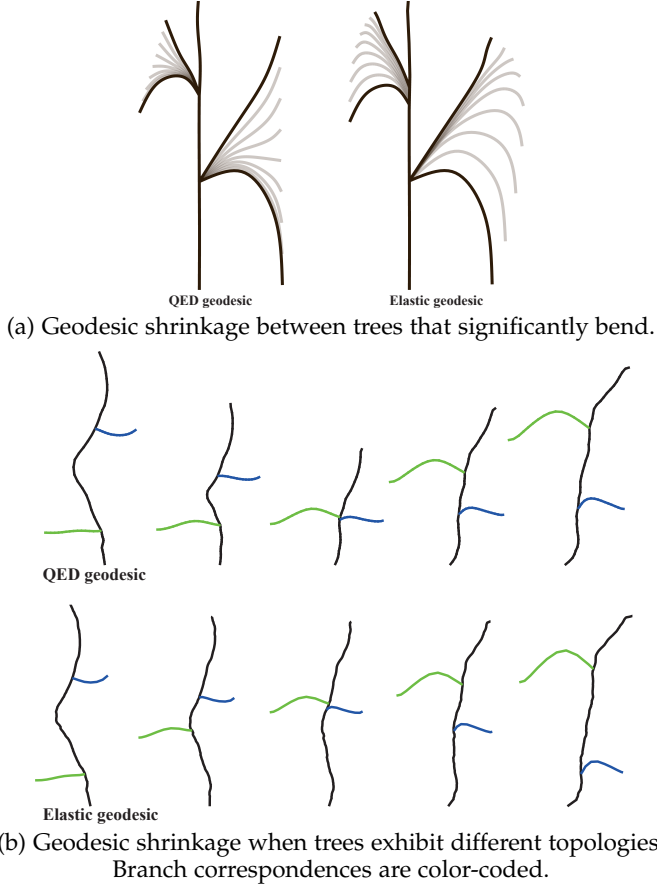 QED geodesic Elastic geodesic
(a) Geodesic shrinkage between trees that significantly bend.
QED geodesic
Elastic geodesic
b) Geodesic shrinkage when trees exhibit different topologies
Branch correspondences are color-coded.